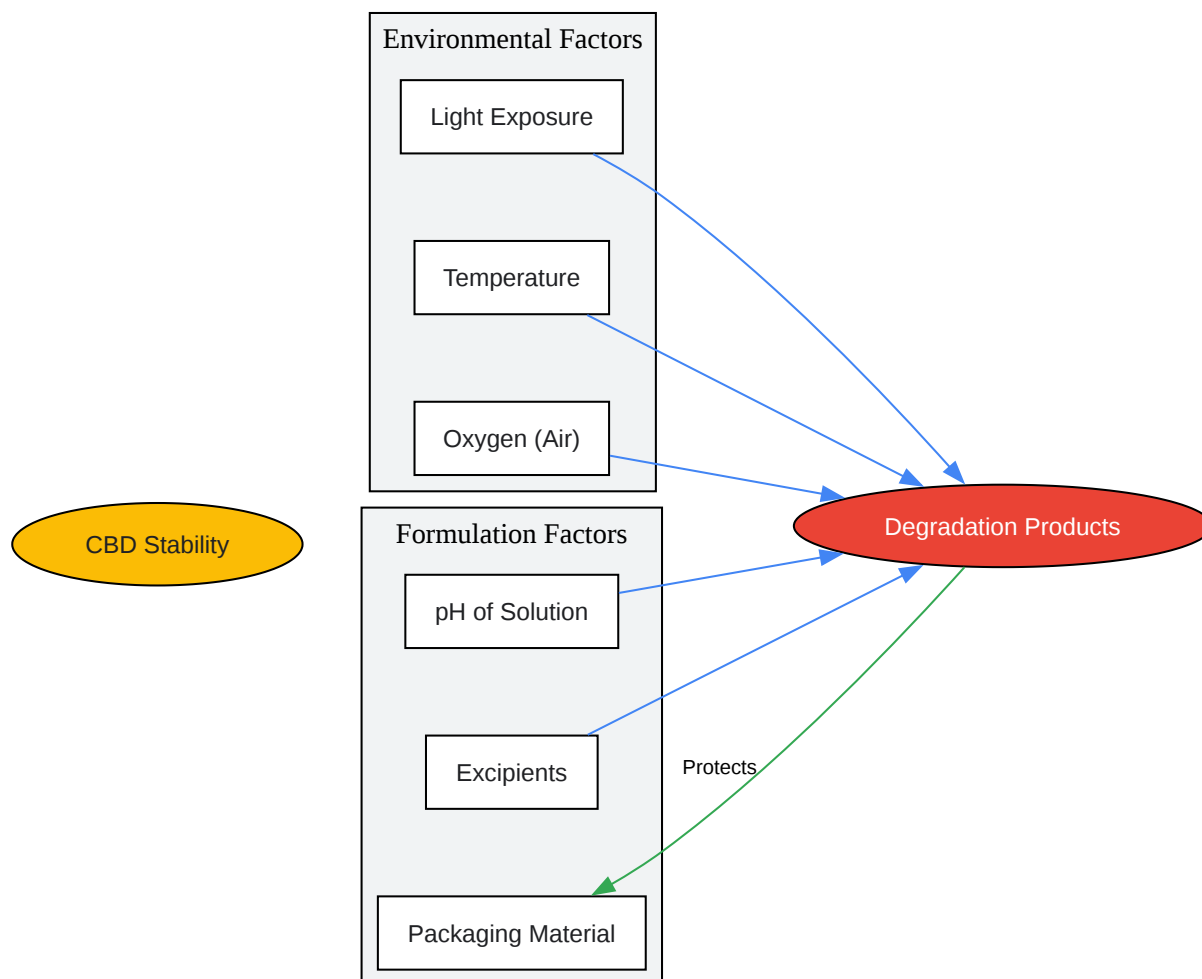 Environmental Factors
Light Exposure
Temperature
Oxygen (Air)
CBD Stability
Formulation Factors
pH of Solution
Excipients
Packaging Material
Protects
Degradation Products